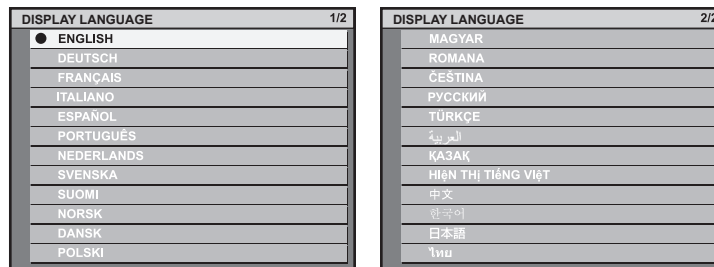 DISPLAY LANGUAGE 1/2
ENGLISH
DEUTSCH
FRANÇAIS
ITALIANO
ESPAÑOL
PORTUGUÊS
NEDERLANDS
SVENSKA
SUOMI
NORSK
DANSK
POLSKI
DISPLAY LANGUAGE 2/2
MAGYAR
ROMANA
ČEŠTINA
РУССКИЙ
TÜRKÇE
العربية
ҚАЗАҚ
HIệN THị TIếNG VIệT
中文
한국어
日本語
ไทย